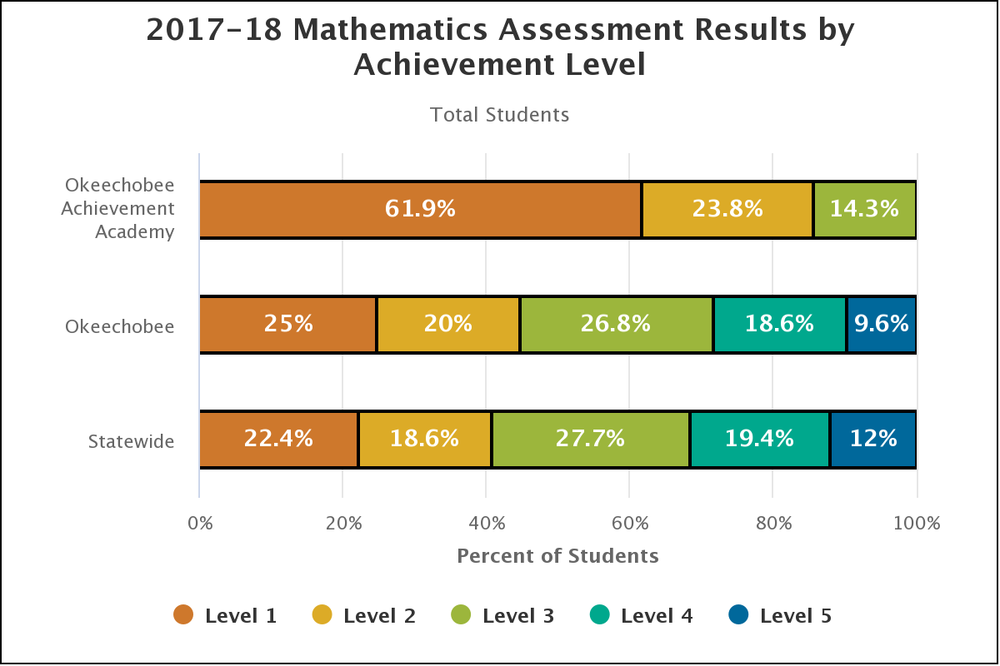 2017–18 Mathematics Assessment Results by
Achievement Level
Total Students
Okeechobee
Achievement
Academy
61.9%
23.8%
14.3%
Okeechobee
25%
20%
26.8%
18.6%
9.6%
Statewide
22.4%
18.6%
27.7%
19.4%
12%
0%
20%
40%
60%
80%
100%
Percent of Students
Level 1
Level 2
Level 3
Level 4
Level 5